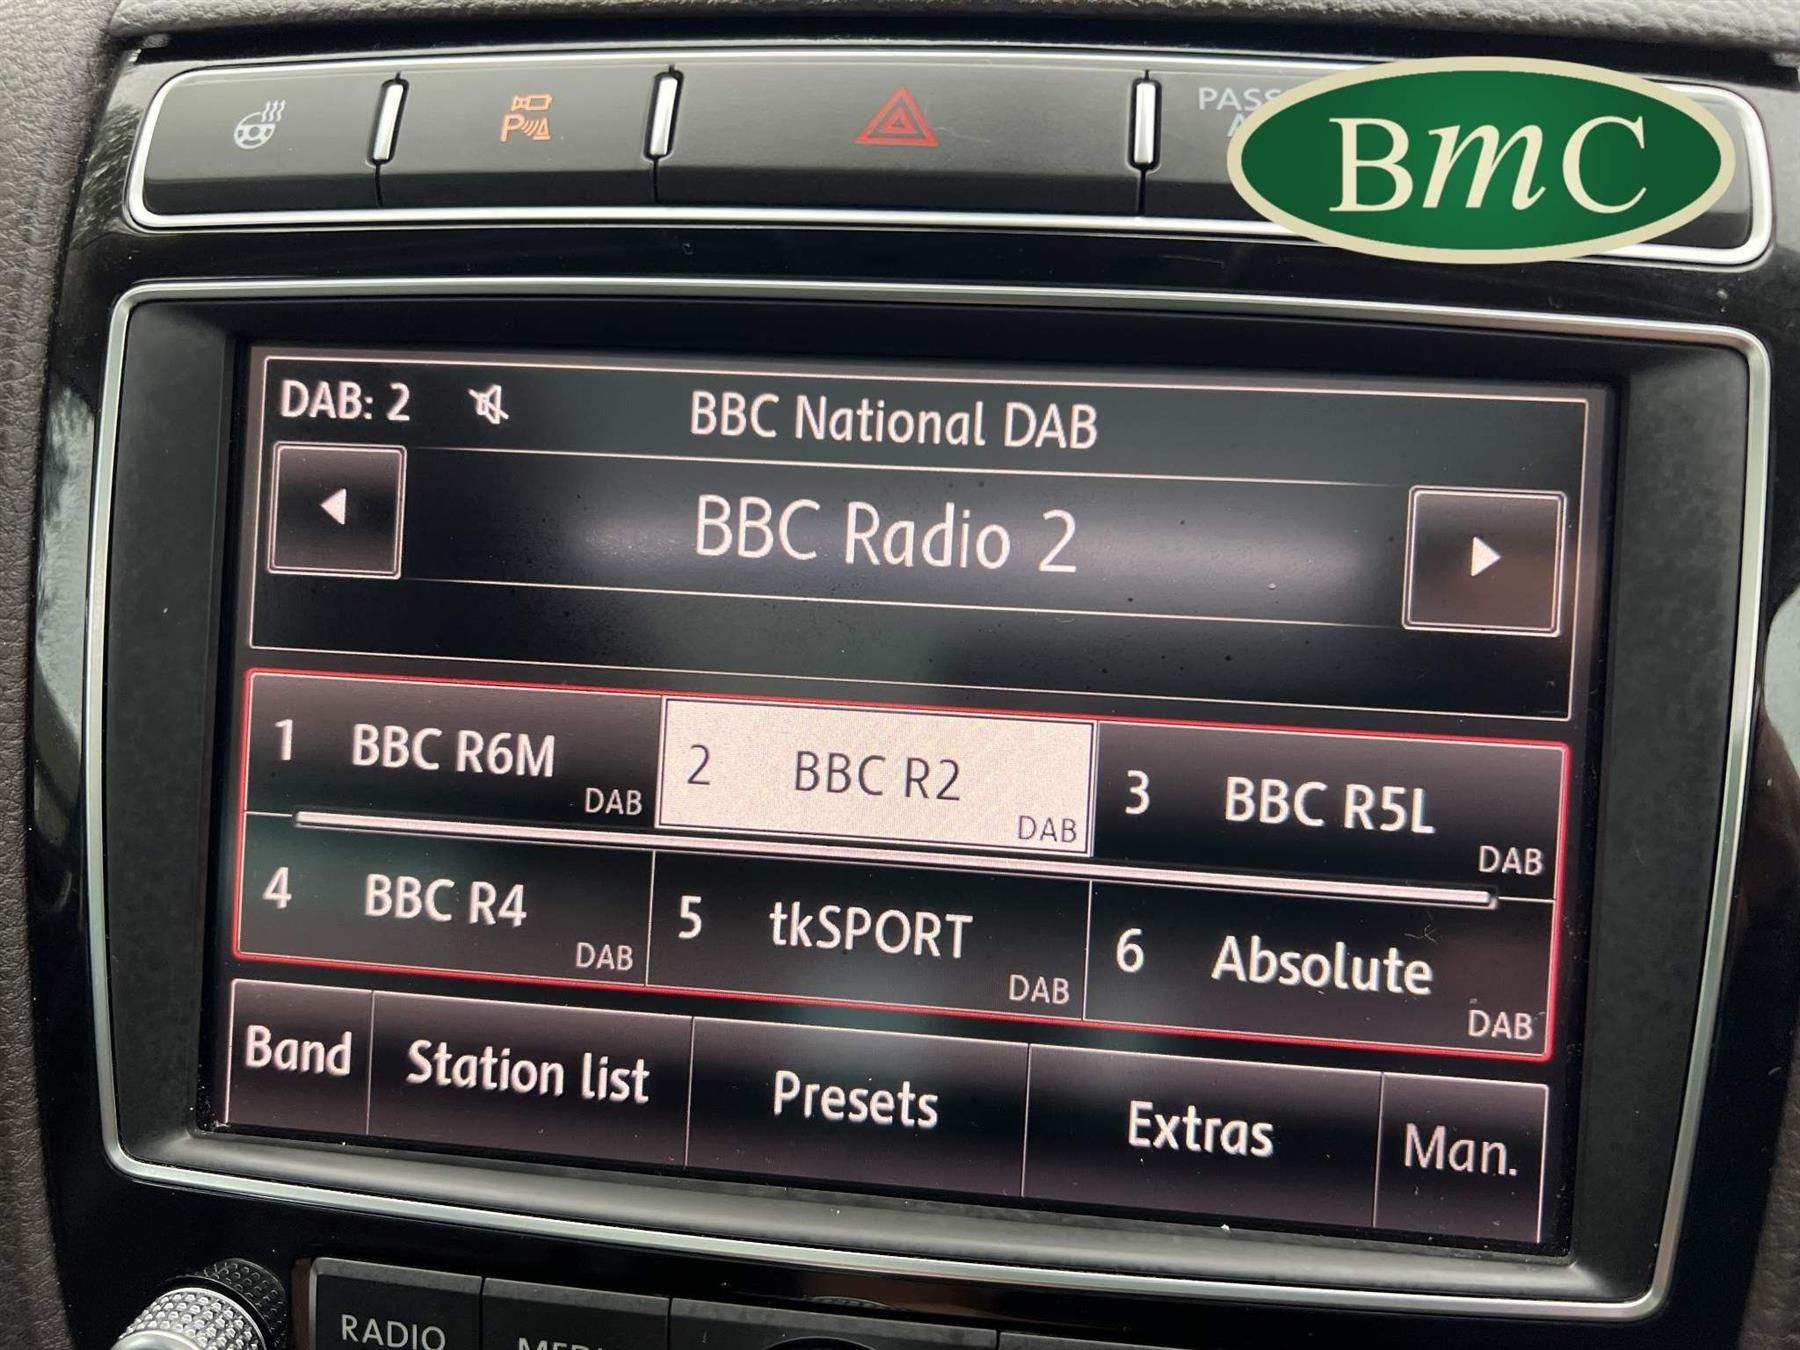 PASS
BmC
DAB: 2
BBC National DAB
BBC Radio 2
1 BBC R6M DAB
2 BBC R2 DAB
3 BBC R5L DAB
4 BBC R4 DAB
5 tkSPORT DAB
6 Absolute DAB
Band Station list Presets Extras Man.
RADIO